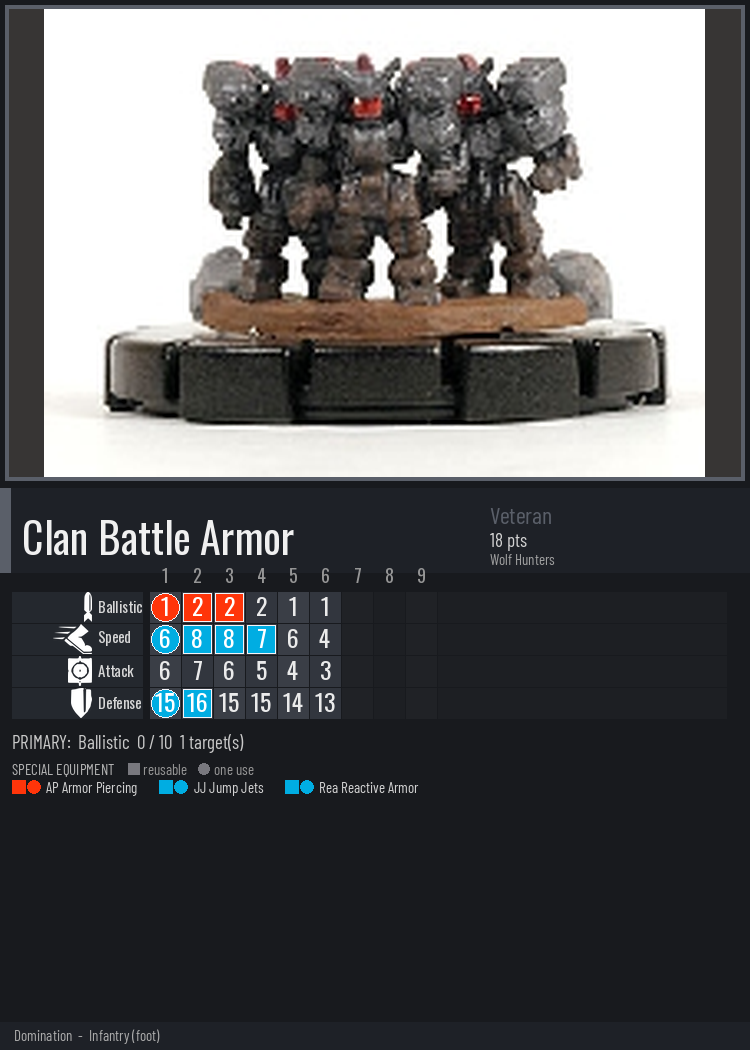 Clan Battle Armor
Veteran
18 pts
Wolf Hunters
1 2 3 4 5 6 7 8 9
Ballistic 1 2 2 2 1 1
Speed 6 8 8 7 6 4
Attack 6 7 6 5 4 3
Defense 15 16 15 15 14 13
PRIMARY: Ballistic 0 / 10 1 target(s)
SPECIAL EQUIPMENT reusable one use
AP Armor Piercing JJ Jump Jets Rea Reactive Armor
Domination - Infantry (foot)